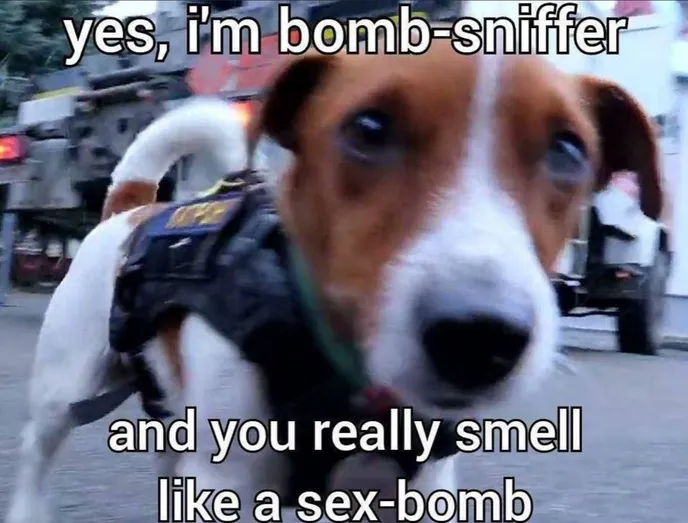 yes, i'm bomb-sniffer
and you really smell
like a sex-bomb